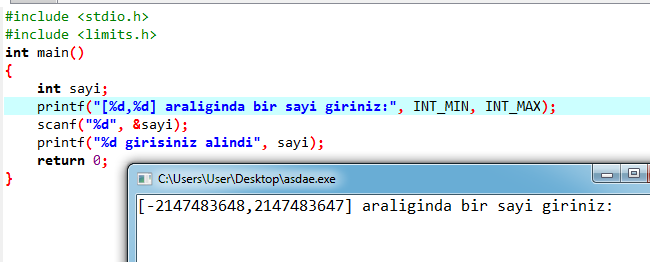 #include <stdio.h>
#include <limits.h>
int main()
{
int sayi;
printf("[%d,%d] araliginda bir sayi giriniz:", INT_MIN, INT_MAX);
scanf("%d", &sayi);
printf("%d girisiniz alindi", sayi);
return 0;
}
C:\Users\User\Desktop\asdae.exe
[-2147483648,2147483647] araliginda bir sayi giriniz: